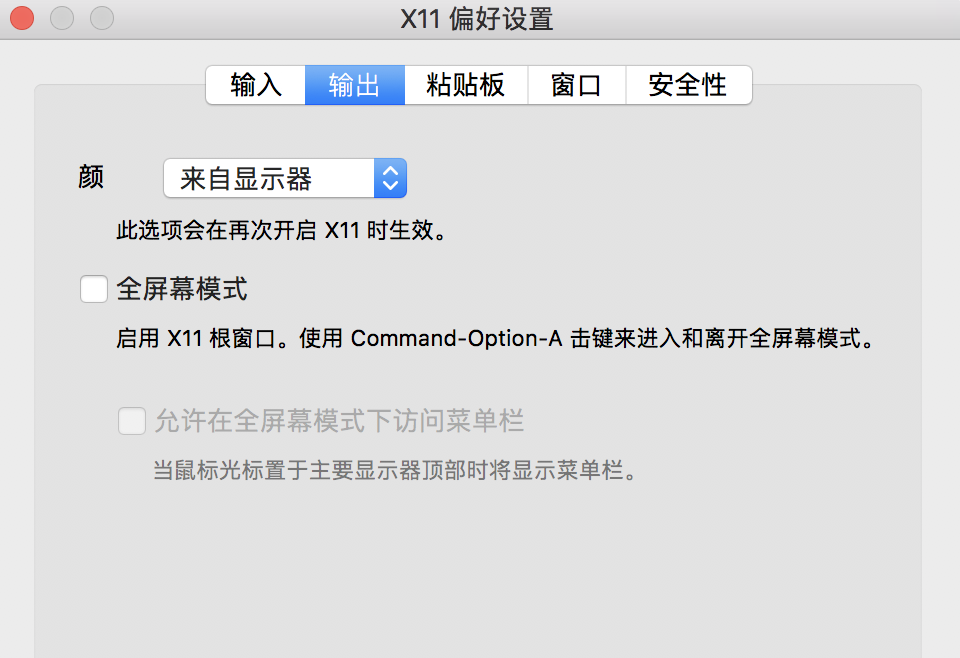 X11 偏好设置
输入 输出 粘贴板 窗口 安全性
颜 来自显示器
此选项会在再次开启 X11 时生效。
全屏幕模式
启用 X11 根窗口。使用 Command-Option-A 击键来进入和离开全屏幕模式。
允许在全屏幕模式下访问菜单栏
当鼠标光标置于主要显示器顶部时将显示菜单栏。